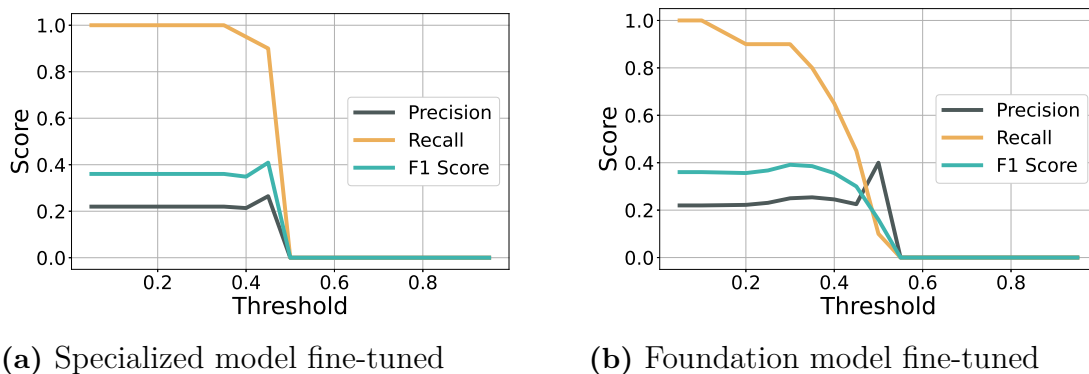 1.0
0.8
0.6
0.4
0.2
0.0
Score
0.2 0.4 0.6 0.8
Threshold
Precision
Recall
F1 Score
(a) Specialized model fine-tuned
1.0
0.8
0.6
0.4
0.2
0.0
Score
0.2 0.4 0.6 0.8
Threshold
Precision
Recall
F1 Score
(b) Foundation model fine-tuned